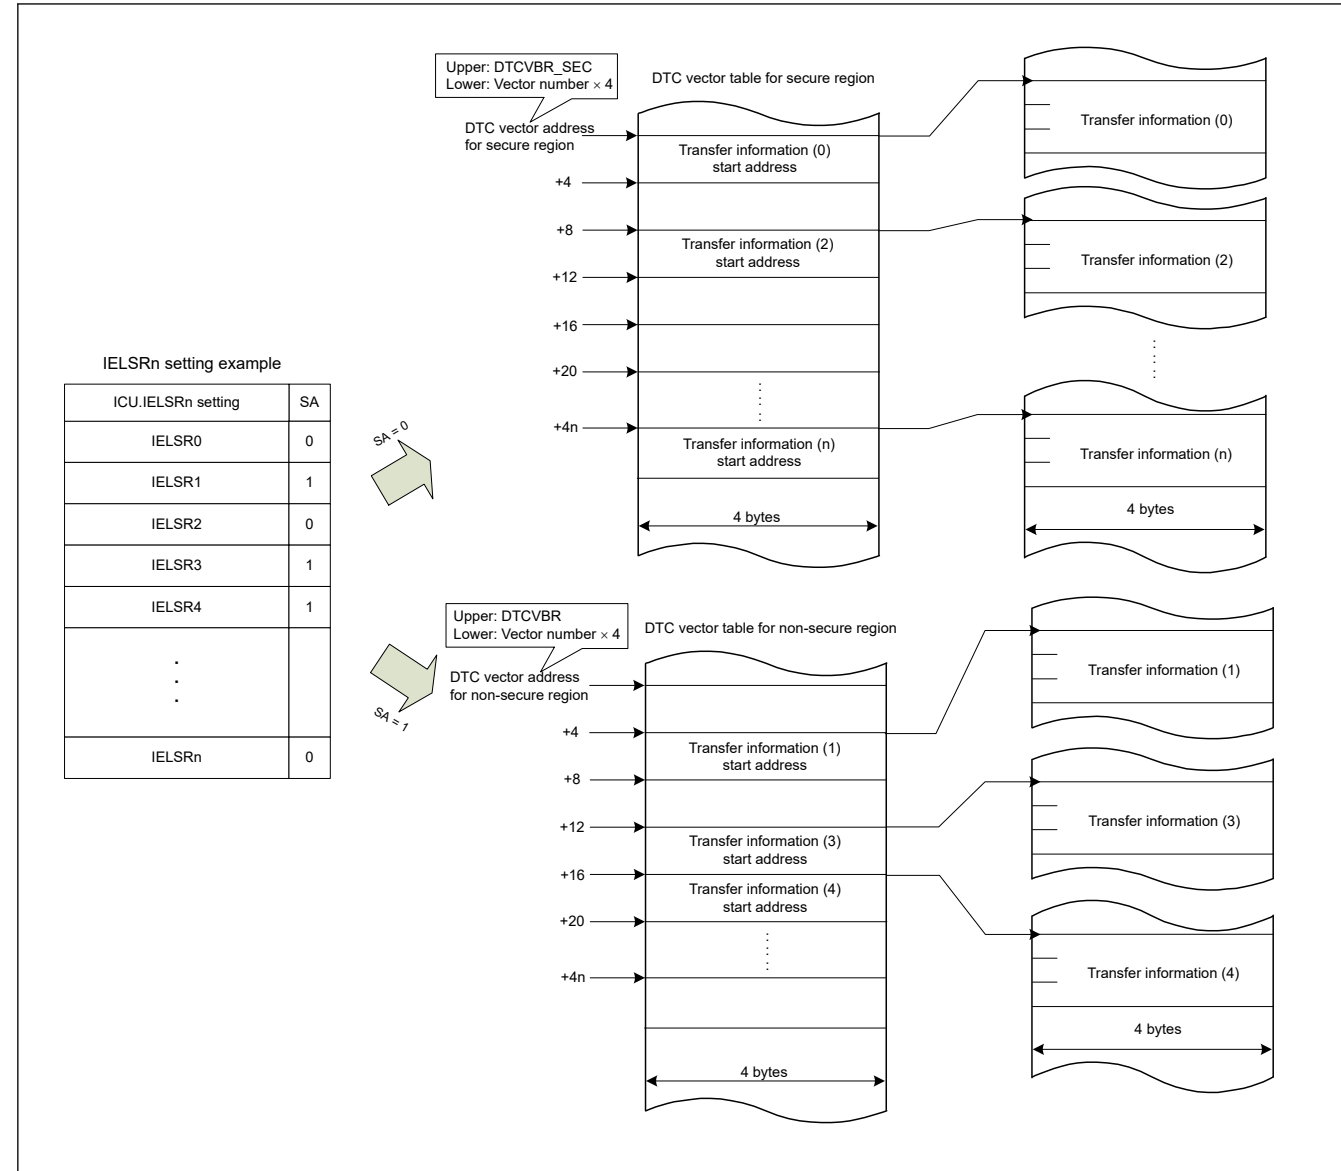 Upper: DTCVBR_SEC
Lower: Vector number × 4
DTC vector table for secure region
DTC vector address
for secure region
Transfer information (0)
start address
Transfer information (0)
+4
+8
Transfer information (2)
start address
Transfer information (2)
+12
+16
+20
+4n
Transfer information (n)
start address
Transfer information (n)
4 bytes
4 bytes
IELSRn setting example
ICU.IELSRn setting SA
IELSR0 0
IELSR1 1
IELSR2 0
IELSR3 1
IELSR4 1
IELSRn 0
SA = 0
SA = 1
Upper: DTCVBR
Lower: Vector number × 4
DTC vector table for non-secure region
DTC vector address
for non-secure region
+4
Transfer information (1)
start address
Transfer information (1)
+8
+12
Transfer information (3)
start address
Transfer information (3)
+16
Transfer information (4)
start address
+20
+4n
Transfer information (4)
4 bytes
4 bytes